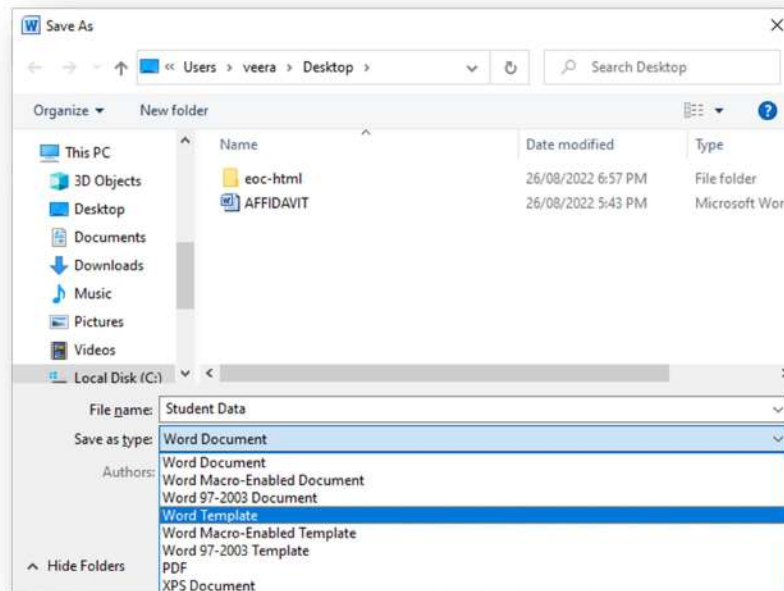 Save As
« Users › veera › Desktop ›
Search Desktop
Organize
New folder
Name
Date modified
Type
This PC
3D Objects
Desktop
Documents
Downloads
Music
Pictures
Videos
Local Disk (C:)
eoc-html 26/08/2022 6:57 PM File folder
AFFIDAVIT 26/08/2022 5:43 PM Microsoft Wor
File name: Student Data
Save as type: Word Document
Authors:
Word Document
Word Macro-Enabled Document
Word 97-2003 Document
Word Template
Word Macro-Enabled Template
Word 97-2003 Template
PDF
XPS Document
Hide Folders